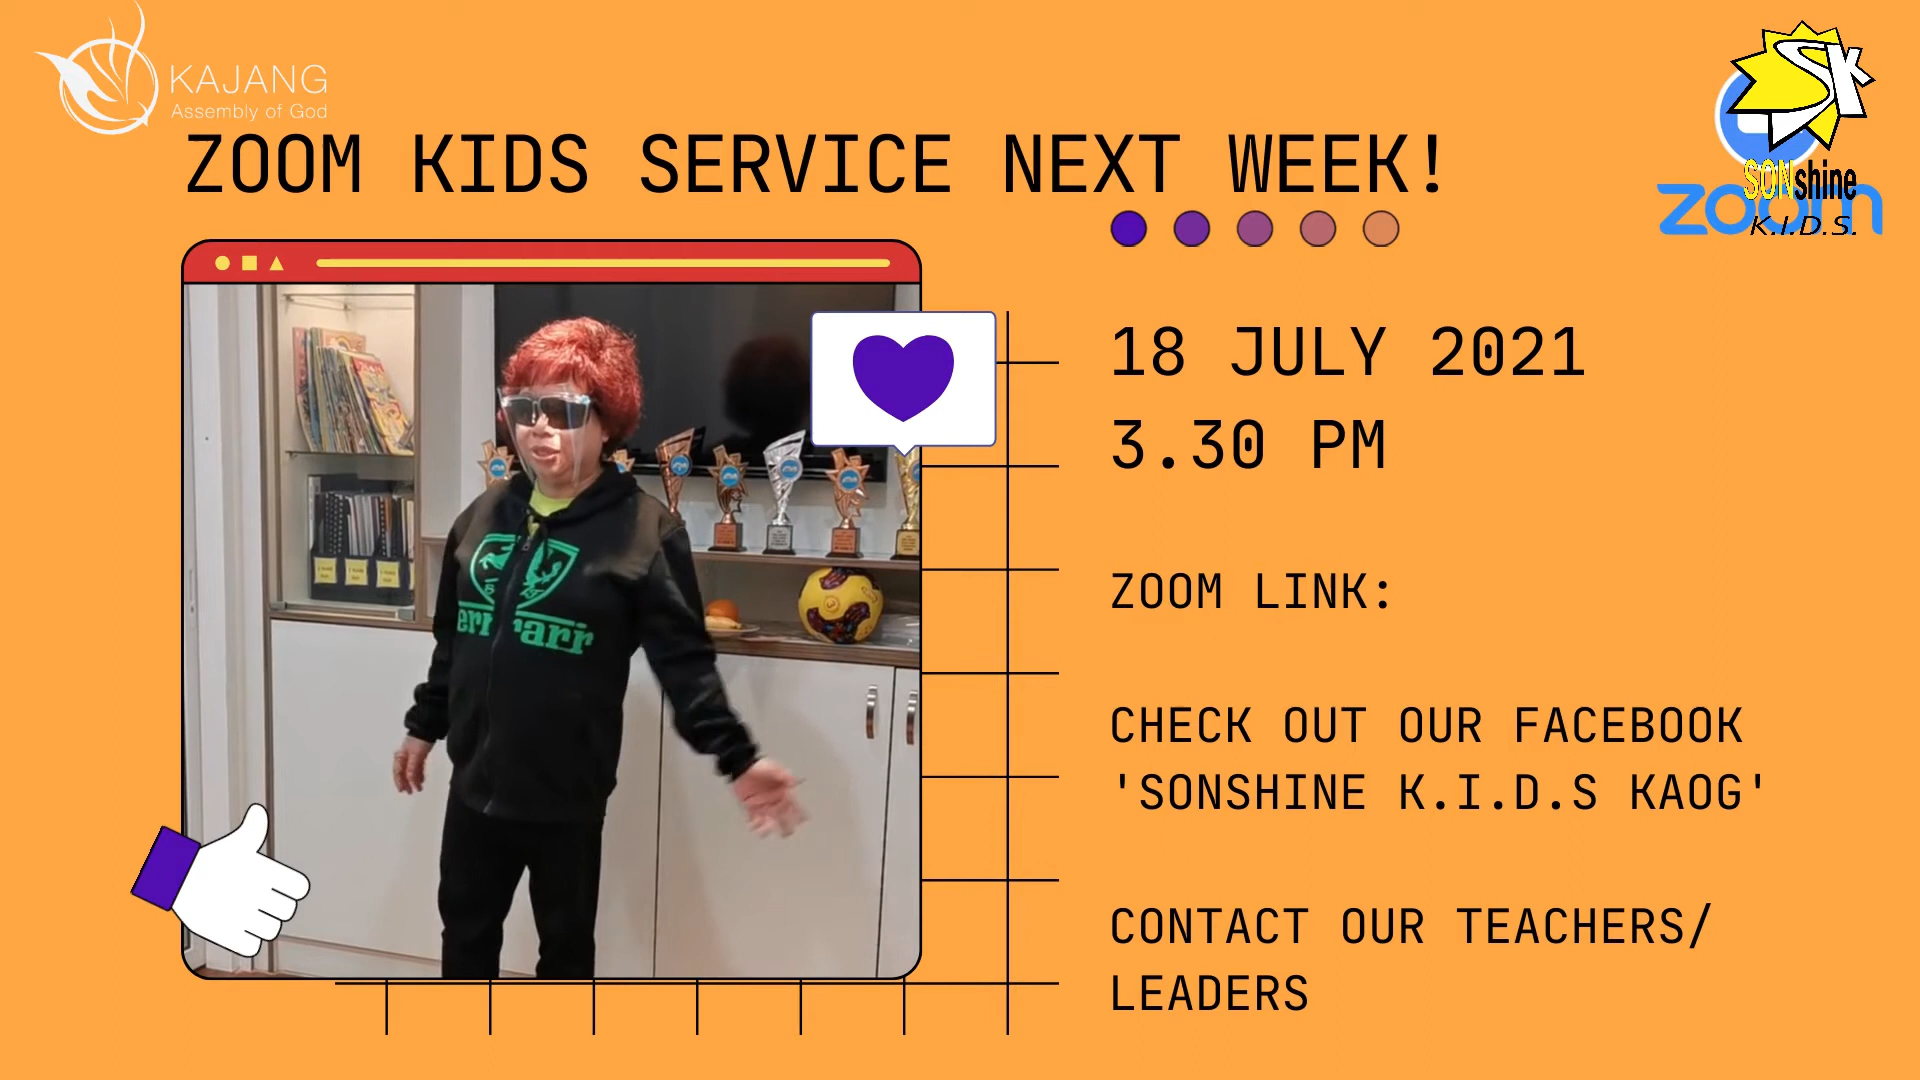 KAJANG
Assembly of God
ZOOM KIDS SERVICE NEXT WEEK!
SK
SONshine
zoom
K.I.D.S.
18 JULY 2021
3.30 PM
ZOOM LINK:
CHECK OUT OUR FACEBOOK
'SONSHINE K.I.D.S KAOG'
CONTACT OUR TEACHERS/
LEADERS